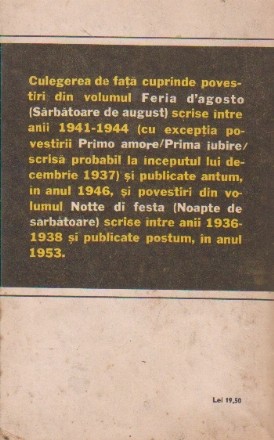 Culegerea de față cuprinde poves-
tiri din volumul Feria d'agosto
(Sărbătoare de august) scrise între
anii 1941-1944 (cu excepția po-
vestirii Primo amore/Prima iubire/
scrisă probabil la începutul lui de-
cembrie 1937) și publicate antum,
în anul 1946, și povestiri din vo-
lumul Notte di festa (Noapte de
sărbătoare) scrise între anii 1936-
1938 și publicate postum, în anul
1953.
Lei 19,50